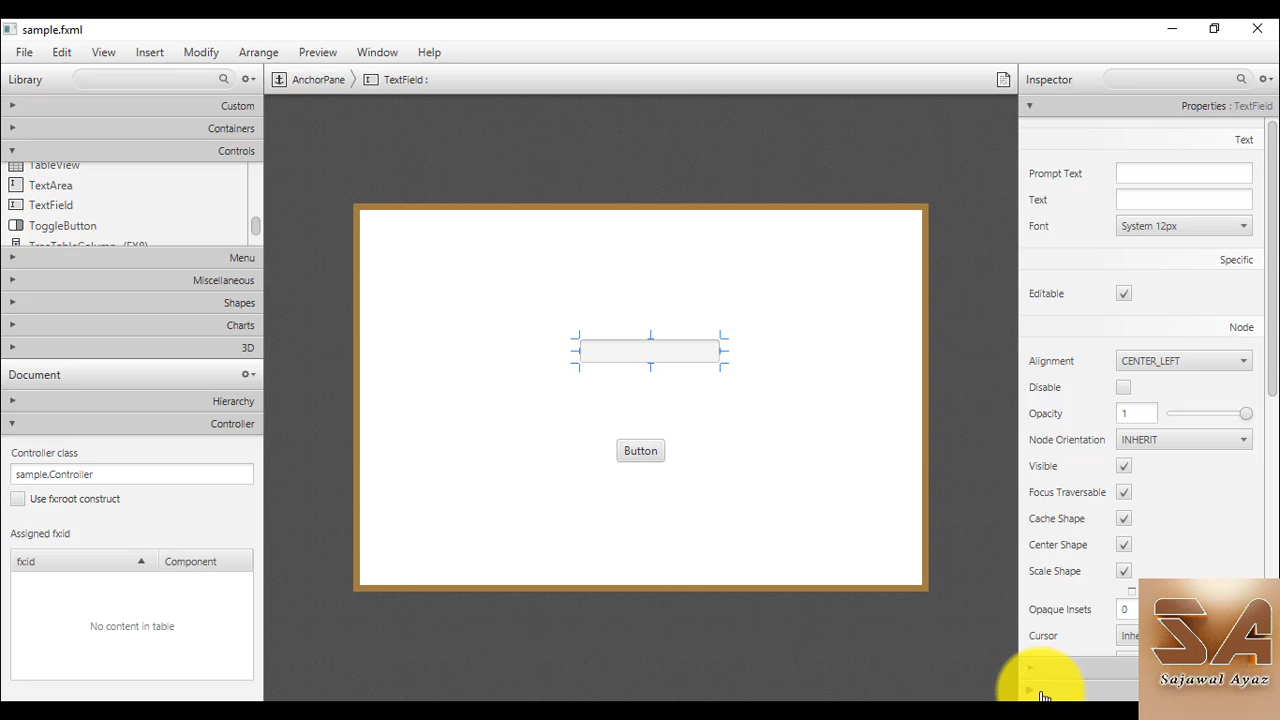 sample.fxml
File Edit View Insert Modify Arrange Preview Window Help
Library
AnchorPane TextField :
Inspector
Custom
Containers
Controls
TableView
TextArea
TextField
ToggleButton
TreeTableColumn (FX8)
Menu
Miscellaneous
Shapes
Charts
3D
Document
Hierarchy
Controller
Controller class
sample.Controller
Use fx:root construct
Assigned fx:id
fx:id Component
No content in table
Button
Properties : TextField
Text
Prompt Text
Text
Font System 12px
Specific
Editable
Node
Alignment CENTER_LEFT
Disable
Opacity 1
Node Orientation INHERIT
Visible
Focus Traversable
Cache Shape
Center Shape
Scale Shape
Opaque Insets 0
Cursor
SA
Sajawal Ayaz